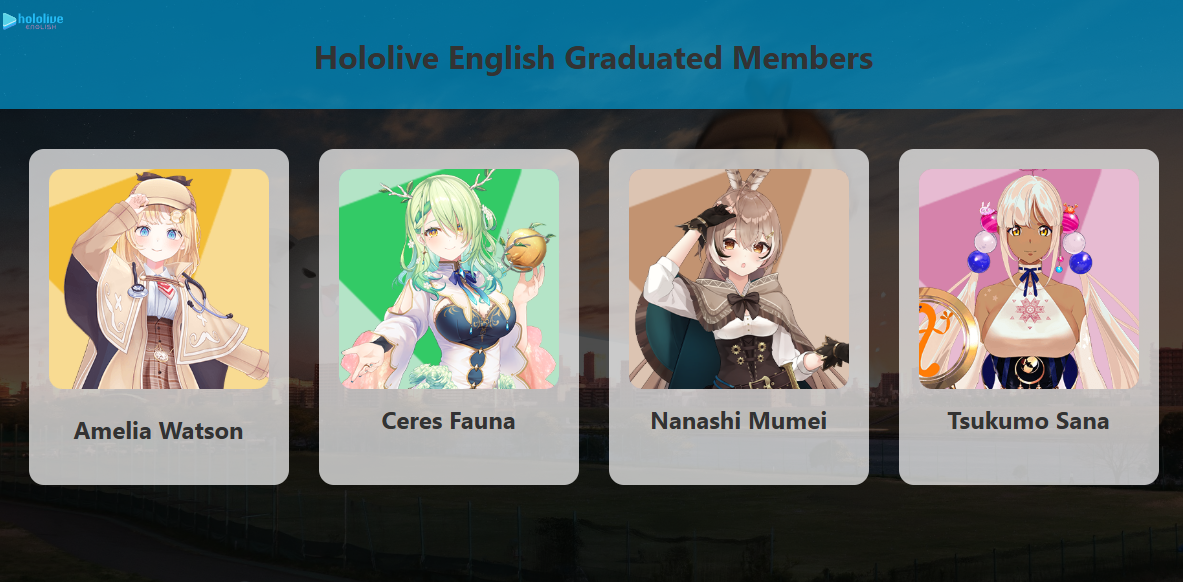 hololive
ENGLISH
Hololive English Graduated Members
Amelia Watson
Ceres Fauna
Nanashi Mumei
Tsukumo Sana